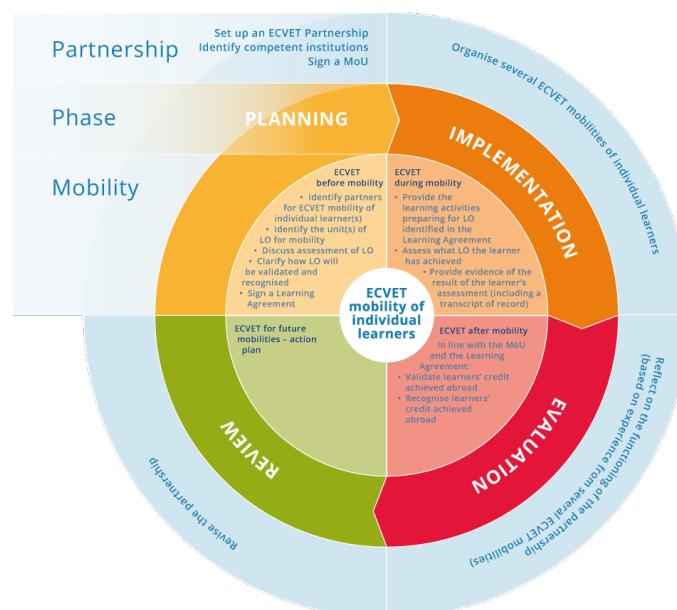 Partnership
Set up an ECVET Partnership
Identify competent institutions
Sign a MoU
Organise several ECVET mobilities of individual learners
Phase
PLANNING
IMPLEMENTATION
Mobility
ECVET
before mobility
• Identify partners
for ECVET mobility of
individual learner(s)
• Identify the unit(s) of
LO for mobility
• Discuss assessment of LO
• Clarify how LO will
be validated and
recognised
• Sign a Learning
Agreement
ECVET
during mobility
• Provide the
learning activities
preparing for LO
identified in the
Learning Agreement
• Assess what LO the learner
has achieved
• Provide evidence of the
result of the learner's
assessment (including a
transcript of record)
ECVET
mobility of
individual
learners
ECVET for future
mobilities – action
plan
ECVET after mobility
In line with the MoU
and the Learning
Agreement:
• Validate learners' credit
achieved abroad
• Recognise learners'
credit achieved
abroad
REVIEW
EVALUATION
Revise the partnership
Reflect on the functioning of the partnership
(based on experience from several ECVET mobilities)